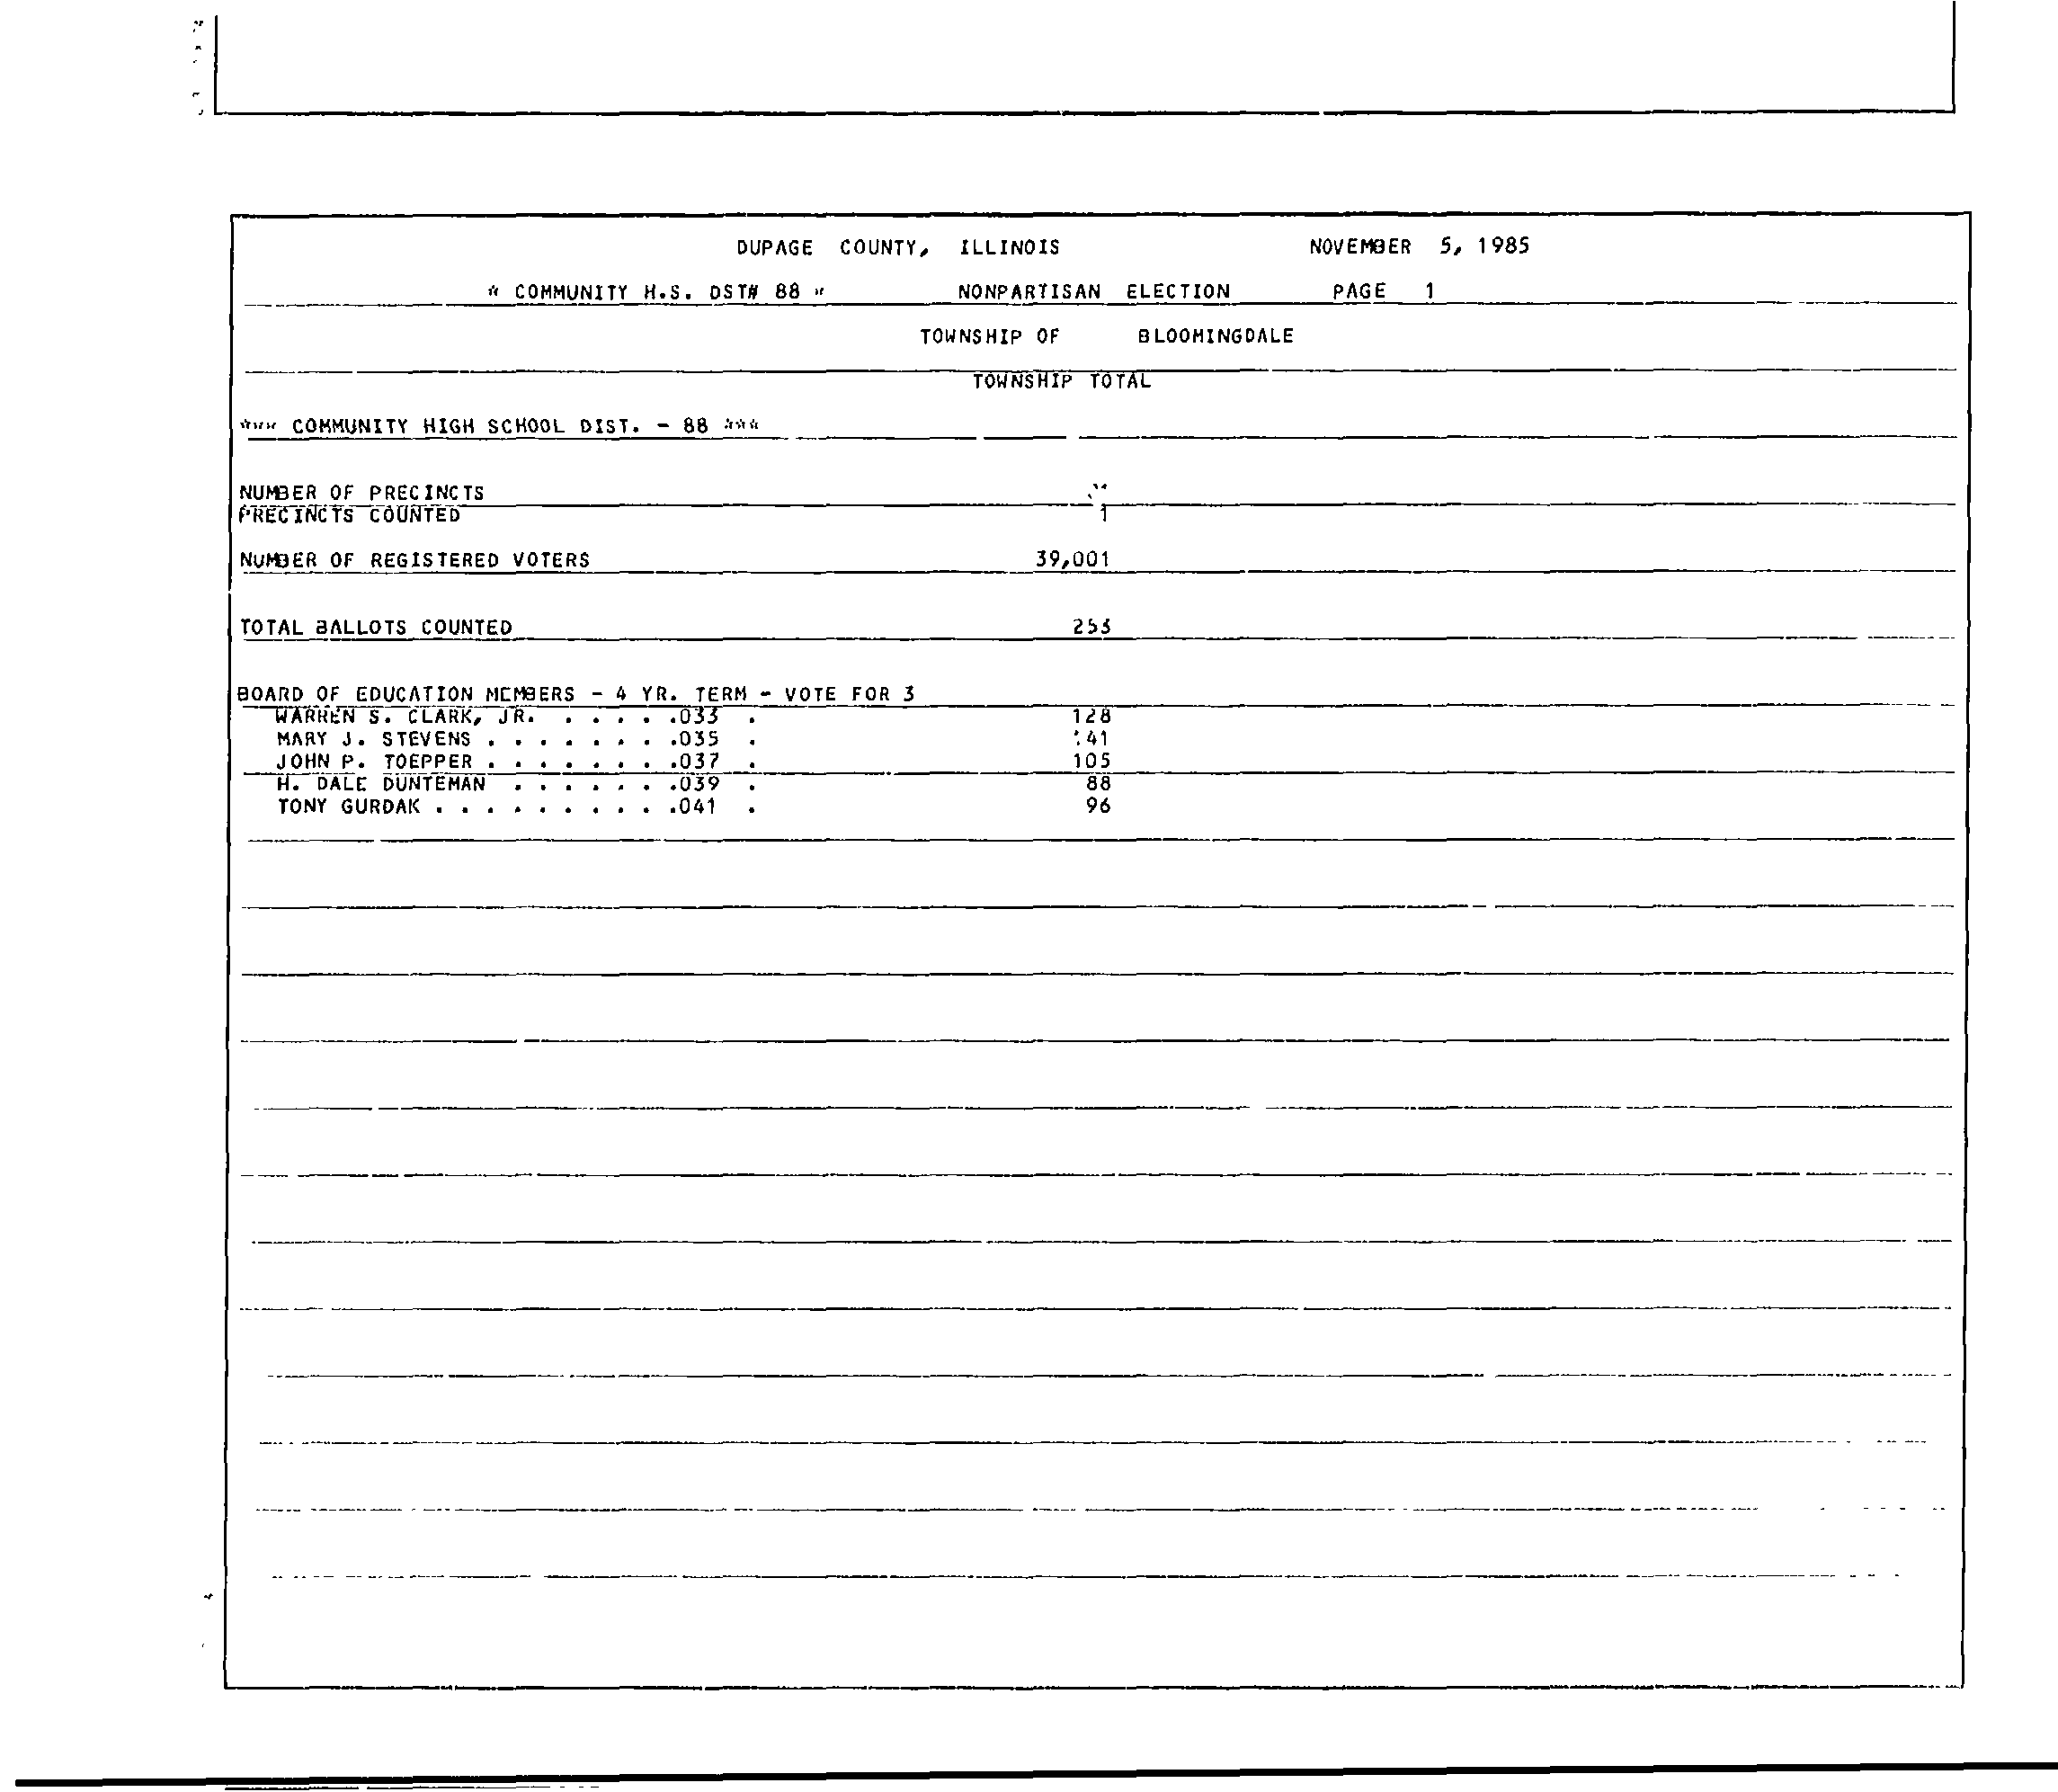 DUPAGE COUNTY, ILLINOIS NOVEMBER 5, 1985
* COMMUNITY H.S. DST# 88 * NONPARTISAN ELECTION PAGE 1
TOWNSHIP OF BLOOMINGDALE
TOWNSHIP TOTAL
*** COMMUNITY HIGH SCHOOL DIST. - 88 ***
NUMBER OF PRECINCTS
PRECINCTS COUNTED 1
NUMBER OF REGISTERED VOTERS 39,001
TOTAL BALLOTS COUNTED 253
BOARD OF EDUCATION MEMBERS - 4 YR. TERM - VOTE FOR 3
WARREN S. CLARK, JR. . . . . .033 . 128
MARY J. STEVENS . . . . . . . .035 . 141
JOHN P. TOEPPER . . . . . . . .037 . 105
H. DALE DUNTEMAN . . . . . . .039 . 88
TONY GURDAK . . . . . . . . . .041 . 96